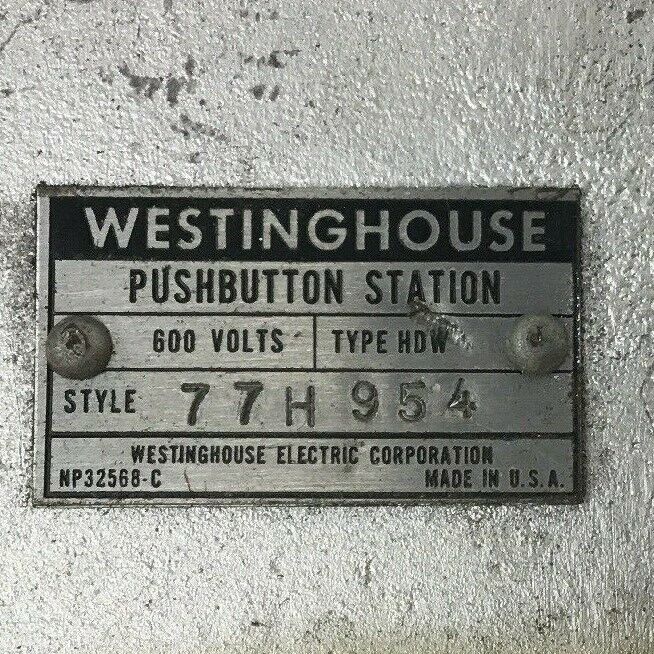 WESTINGHOUSE
PUSHBUTTON STATION
600 VOLTS TYPE HDW
STYLE 77H954
WESTINGHOUSE ELECTRIC CORPORATION
NP32568-C MADE IN U.S.A.